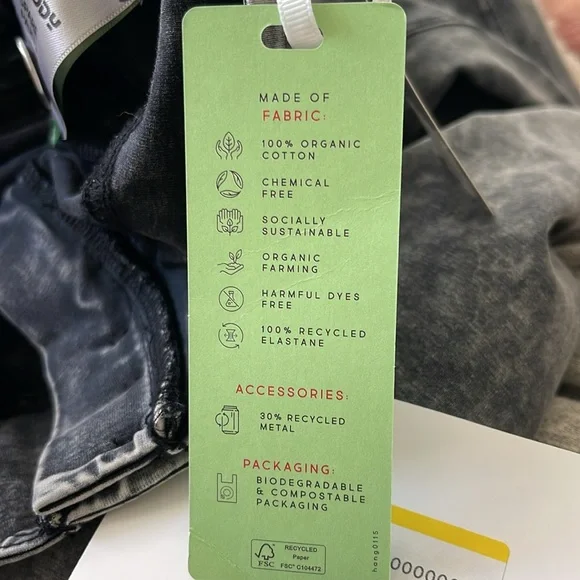 MADE OF
FABRIC:
100% ORGANIC
COTTON
CHEMICAL
FREE
SOCIALLY
SUSTAINABLE
ORGANIC
FARMING
HARMFUL DYES
FREE
100% RECYCLED
ELASTANE
ACCESSORIES:
30% RECYCLED
METAL
PACKAGING:
BIODEGRADABLE
& COMPOSTABLE
PACKAGING
FSC
RECYCLED
Paper
FSC® C104472
hang0115